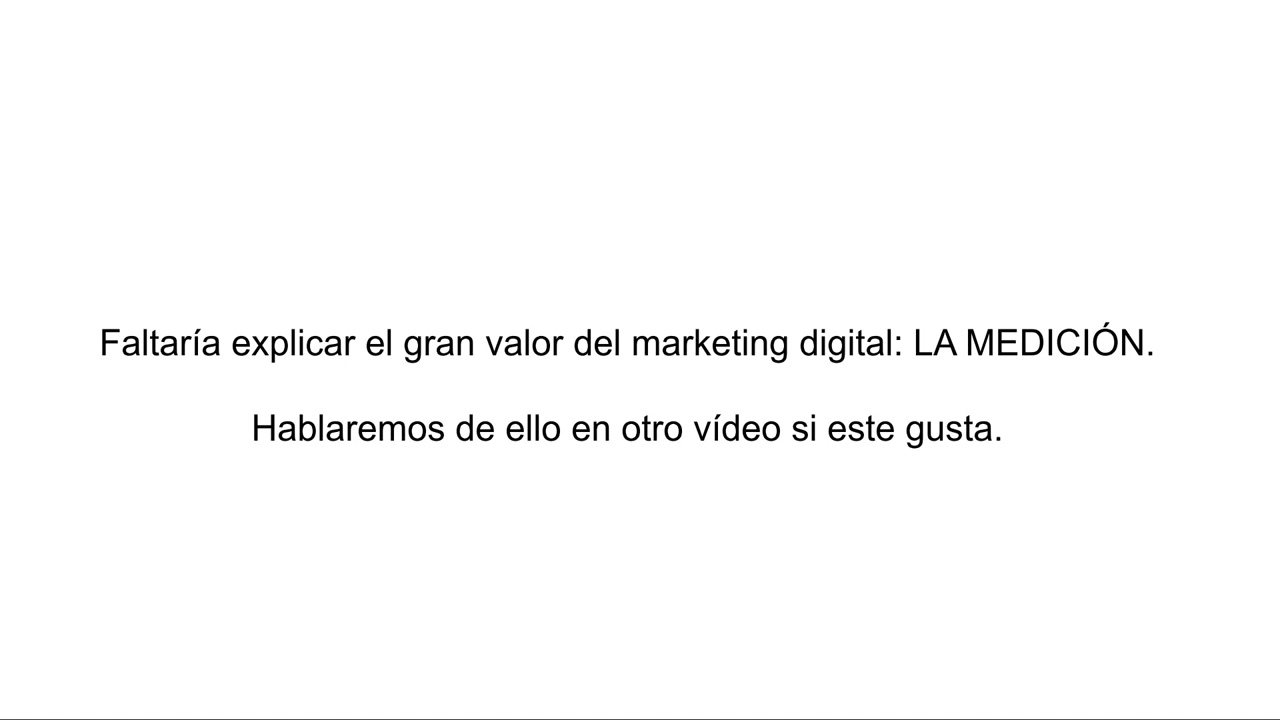 Faltaría explicar el gran valor del marketing digital: LA MEDICIÓN.
Hablaremos de ello en otro vídeo si este gusta.